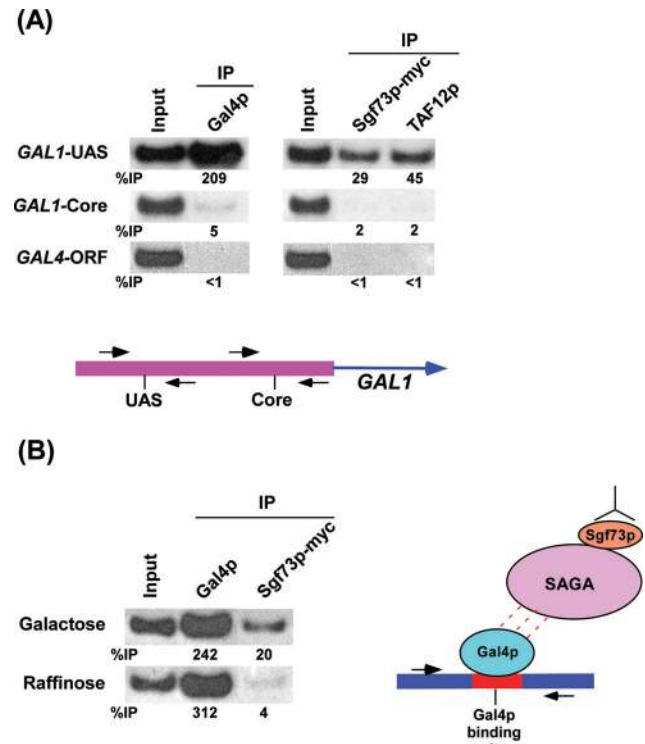 (A)
IP
IP
Input
Gal4p
Input
Sgf73p-myc
TAF12p
GAL1-UAS
%IP 209 29 45
GAL1-Core
%IP 5 2 2
GAL4-ORF
%IP <1 <1 <1
UAS
Core
GAL1
(B)
IP
Input
Gal4p
Sgf73p-myc
Galactose
%IP 242 20
Raffinose
%IP 312 4
Sgf73p
SAGA
Gal4p
Gal4p
binding